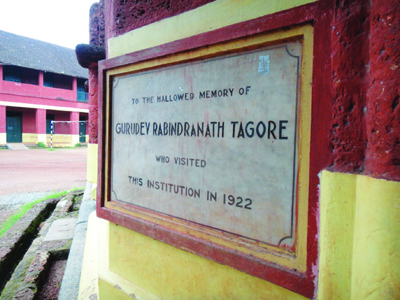 TO THE HALLOWED MEMORY OF
GURUDEV RABINDRANATH TAGORE
WHO VISITED
THIS INSTITUTION IN 1922